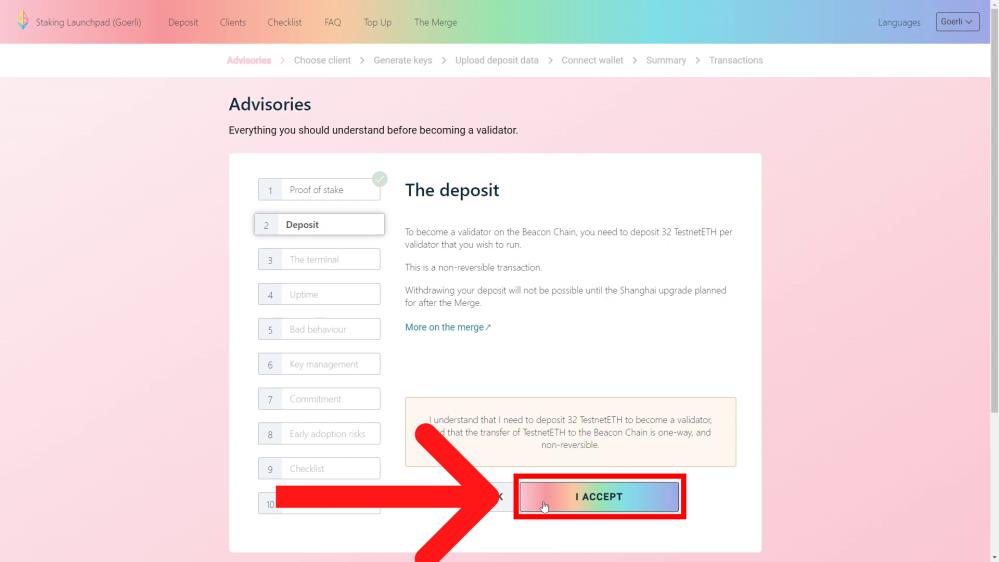 Staking Launchpad (Goerli) Deposit Clients Checklist FAQ Top Up The Merge Languages Goerli
Advisories > Choose client > Generate keys > Upload deposit data > Connect wallet > Summary > Transactions
Advisories
Everything you should understand before becoming a validator.
1 Proof of stake
2 Deposit
3 The terminal
4 Uptime
5 Bad behaviour
6 Key management
7 Commitment
8 Early adoption risks
9 Checklist
10
The deposit
To become a validator on the Beacon Chain, you need to deposit 32 TestnetETH per
validator that you wish to run.
This is a non-reversible transaction.
Withdrawing your deposit will not be possible until the Shanghai upgrade planned
for after the Merge.
More on the merge↗
I understand that I need to deposit 32 TestnetETH to become a validator,
that the transfer of TestnetETH to the Beacon Chain is one-way, and
non-reversible.
I ACCEPT